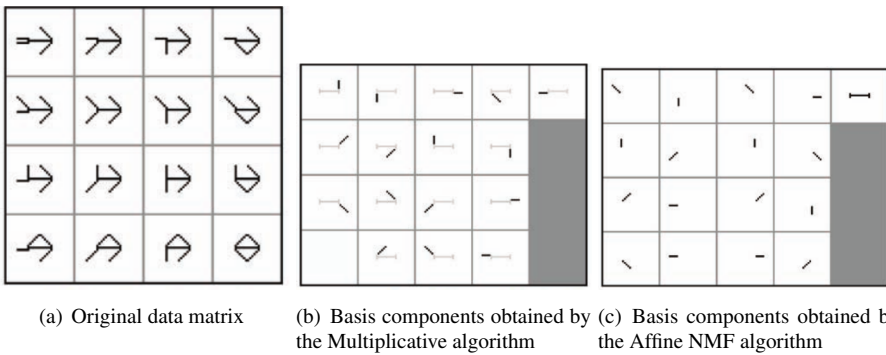 (a) Original data matrix
(b) Basis components obtained by
the Multiplicative algorithm
(c) Basis components obtained b
the Affine NMF algorithm